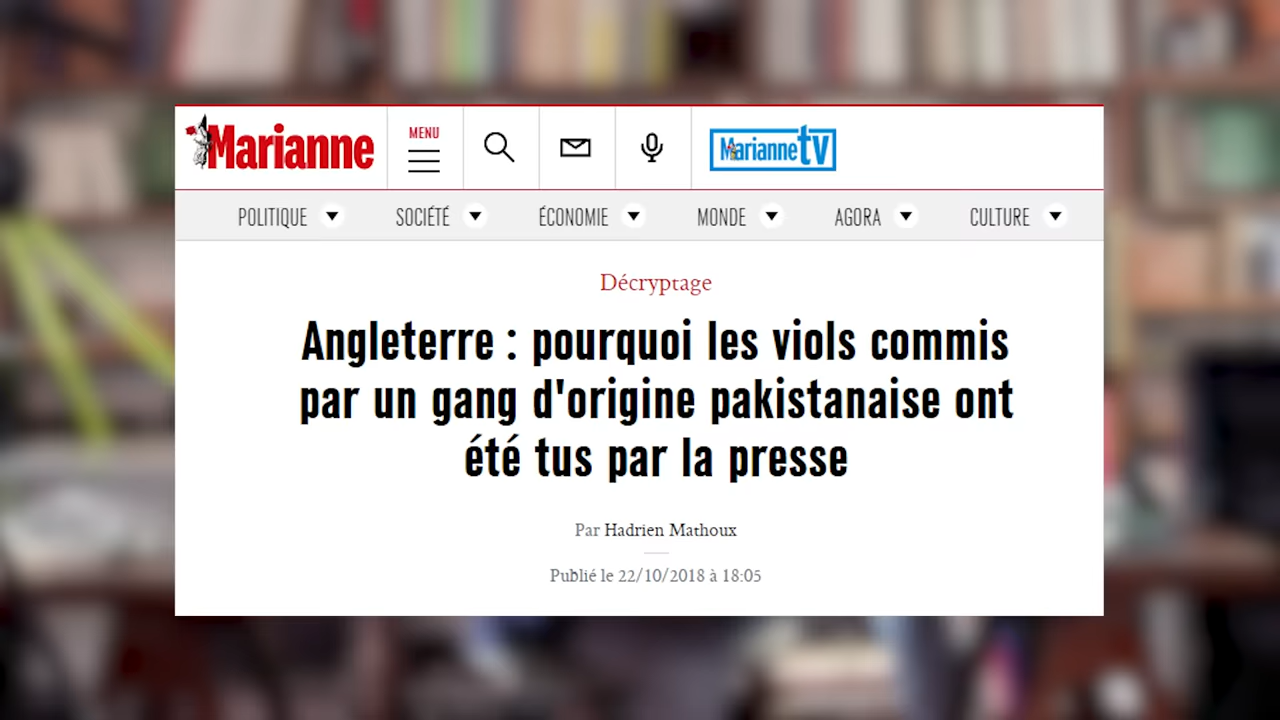 Marianne
MENU
MarianneTV
POLITIQUE
SOCIÉTÉ
ÉCONOMIE
MONDE
AGORA
CULTURE
Décryptage
Angleterre : pourquoi les viols commis
par un gang d'origine pakistanaise ont
été tus par la presse
Par Hadrien Mathoux
Publié le 22/10/2018 à 18:05